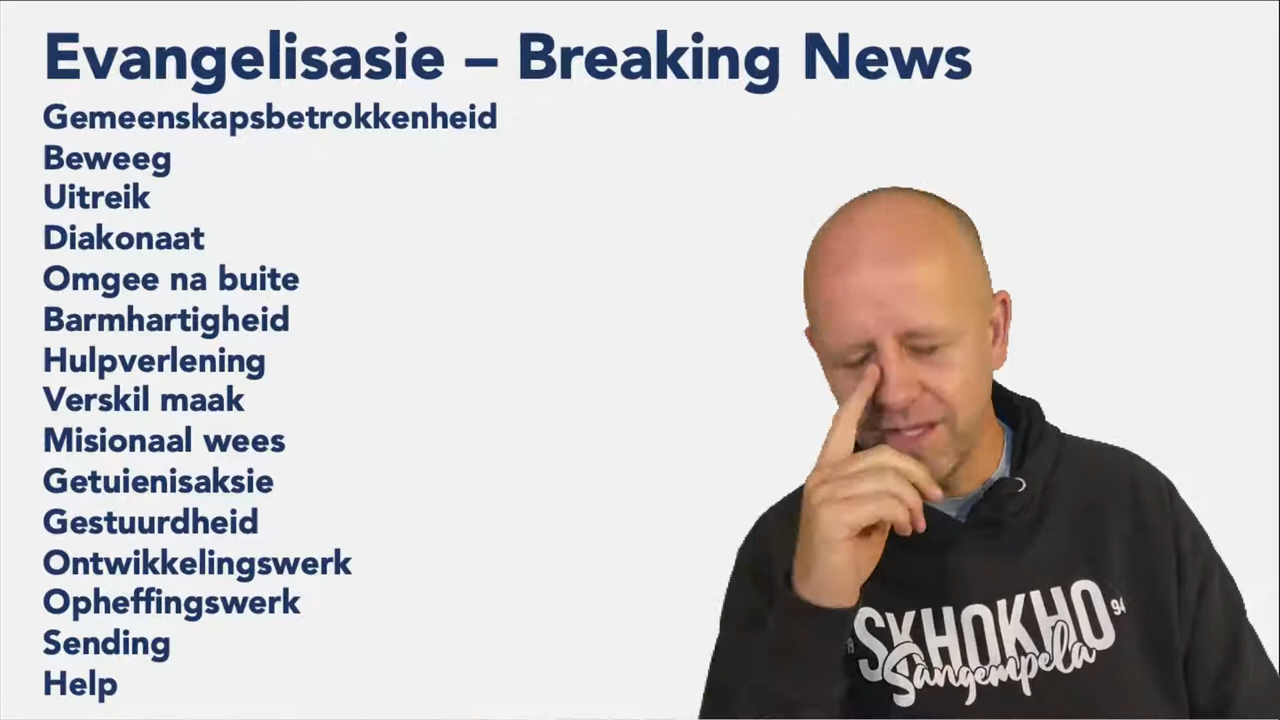 Evangelisasie – Breaking News
Gemeenskapsbetrokkenheid
Beweeg
Uitreik
Diakonaat
Omgee na buite
Barmhartigheid
Hulpverlening
Verskil maak
Misionaal wees
Getuienisaksie
Gestuurdheid
Ontwikkelingswerk
Opheffingswerk
Sending
Help
SKHOKHO
Sangempela